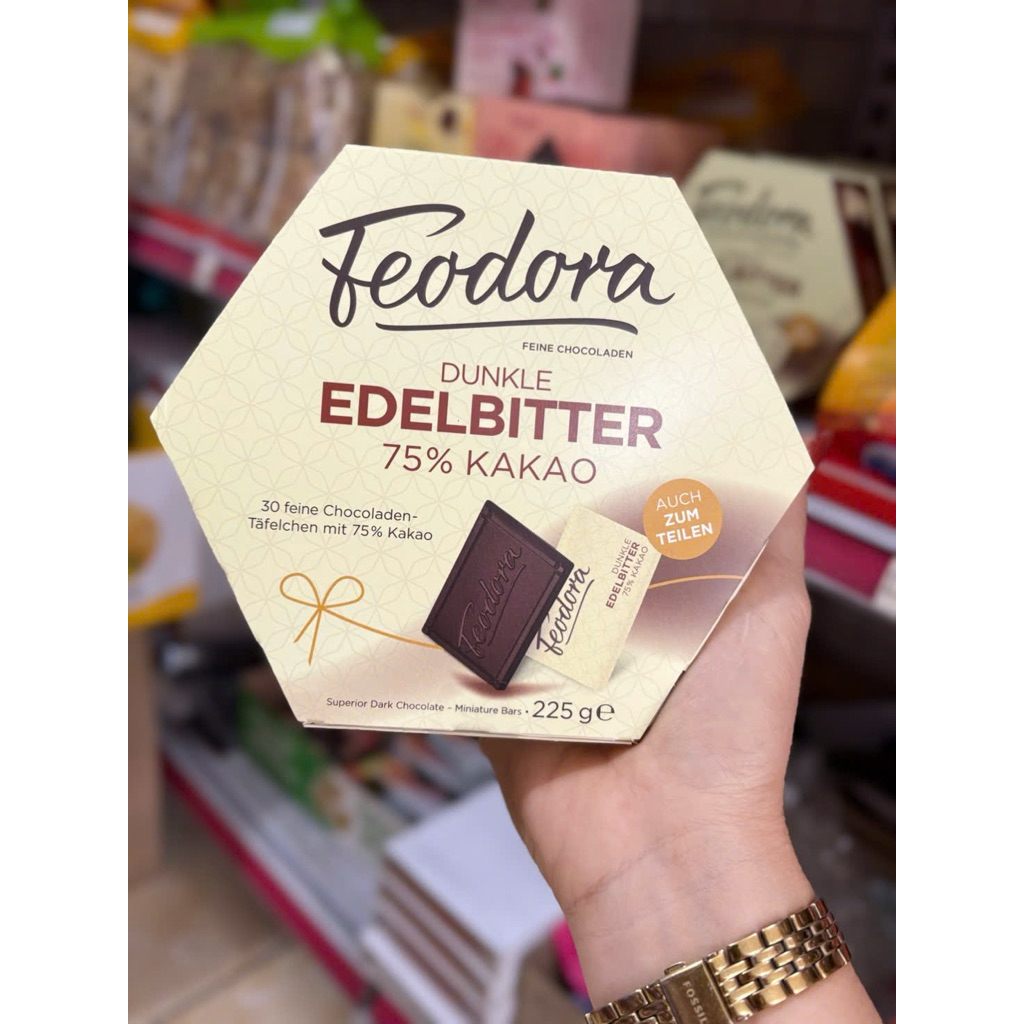 Feodora
FEINE CHOCOLADEN
DUNKLE
EDELBITTER
75% KAKAO
30 feine Chocoladen-
Täfelchen mit 75% Kakao
AUCH
ZUM
TEILEN
Feodora
DUNKLE
EDELBITTER
75% KAKAO
Feodora
Superior Dark Chocolate – Miniature Bars • 225 g℮
Feodora
FOSSIL